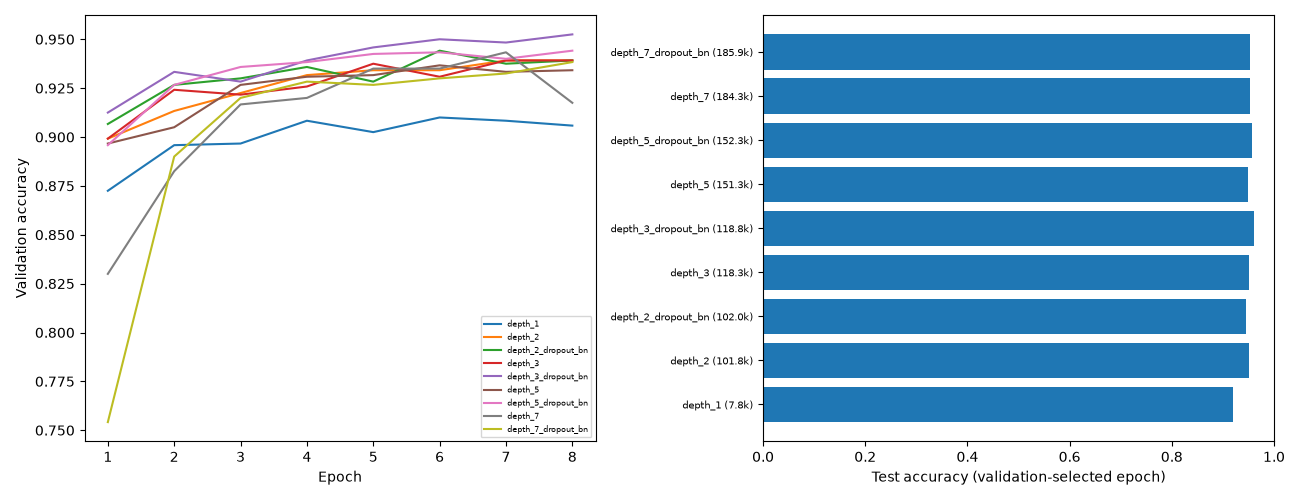 0.950
0.925
0.900
0.875
0.850
0.825
0.800
0.775
0.750
Validation accuracy
1 2 3 4 5 6 7 8
Epoch
depth_1
depth_2
depth_2_dropout_bn
depth_3
depth_3_dropout_bn
depth_5
depth_5_dropout_bn
depth_7
depth_7_dropout_bn
depth_7_dropout_bn (185.9k)
depth_7 (184.3k)
depth_5_dropout_bn (152.3k)
depth_5 (151.3k)
depth_3_dropout_bn (118.8k)
depth_3 (118.3k)
depth_2_dropout_bn (102.0k)
depth_2 (101.8k)
depth_1 (7.8k)
0.0 0.2 0.4 0.6 0.8 1.0
Test accuracy (validation-selected epoch)